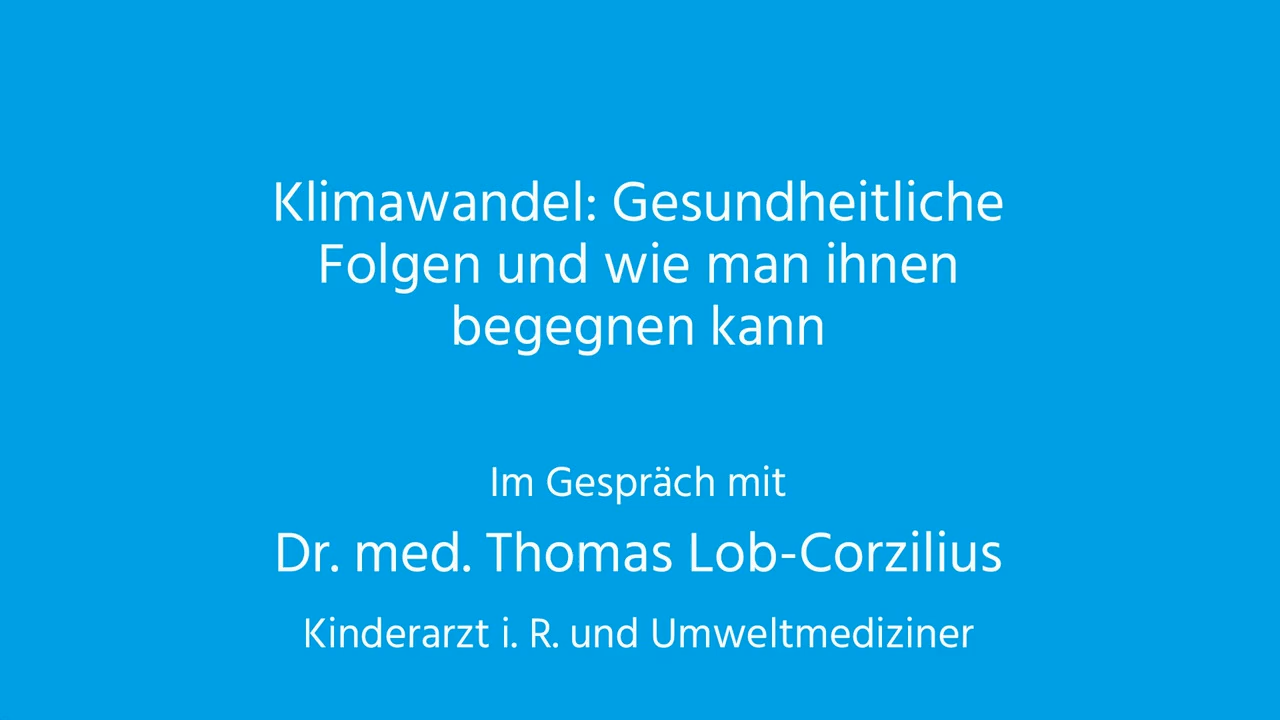 Klimawandel: Gesundheitliche
Folgen und wie man ihnen
begegnen kann
Im Gespräch mit
Dr. med. Thomas Lob-Corzilius
Kinderarzt i. R. und Umweltmediziner